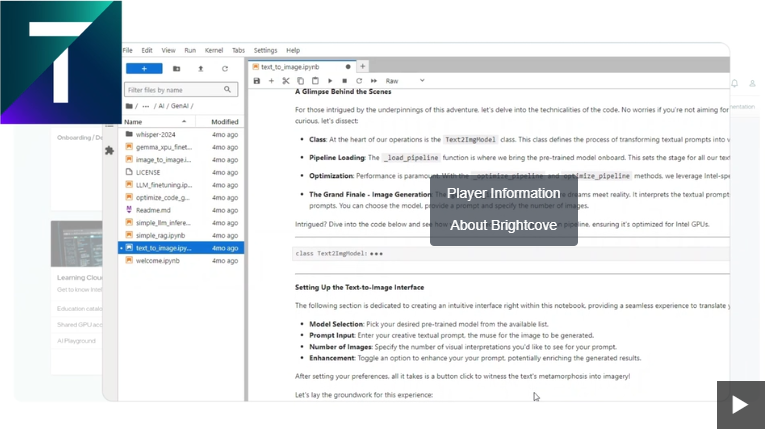 T
File Edit View Run Kernel Tabs Settings Help
text_to_image.ipynb
Raw
Filter files by name
/ ··· / AI / GenAI /
Name Modified
whisper-2024 4mo ago
gemma_xpu_finet... 4mo ago
image_to_image.i... 4mo ago
LICENSE 4mo ago
LLM_finetuning.ip... 4mo ago
optimize_code_g... 4mo ago
Readme.md 4mo ago
simple_llm_infere... 4mo ago
simple_rag.ipynb 4mo ago
text_to_image.ipy... 4mo ago
welcome.ipynb 4mo ago
A Glimpse Behind the Scenes
For those intrigued by the underpinnings of this adventure, let's delve into the technicalities of the code. No worries if you're not aiming for
curious, let's dissect:
• Class: At the heart of our operations is the Text2ImgModel class. This class defines the process of transforming textual prompts into v
• Pipeline Loading: The _load_pipeline function is where we bring the pre-trained model onboard. This sets the stage for all our tex
• Optimization: Performance is paramount. With the _optimize_pipeline and optimize_pipeline methods, we leverage Intel-spe
• The Grand Finale - Image Generation: The dreams meet reality. It interprets the textual prompt
prompts. You can choose the model, provide a prompt and specify the number of images.
Intrigued? Dive into the code below and see how pipeline, ensuring it's optimized for Intel GPUs.
Player Information
About Brightcove
class Text2ImgModel: •••
Setting Up the Text-to-Image Interface
The following section is dedicated to creating an intuitive interface right within this notebook, providing a seamless experience to translate y
• Model Selection: Pick your desired pre-trained model from the available list.
• Prompt Input: Enter your creative textual prompt, the muse for the image to be generated.
• Number of Images: Specify the number of visual interpretations you'd like to see for your prompt.
• Enhancement: Toggle an option to enhance your your prompt, potentially enriching the generated results.
After setting your preferences, all it takes is a button click to witness the text's metamorphosis into imagery!
Let's lay the groundwork for this experience:
Onboarding / De
Learning Clou
Get to know Intel
Education catalo
Shared GPU acc
AI Playground
mentation